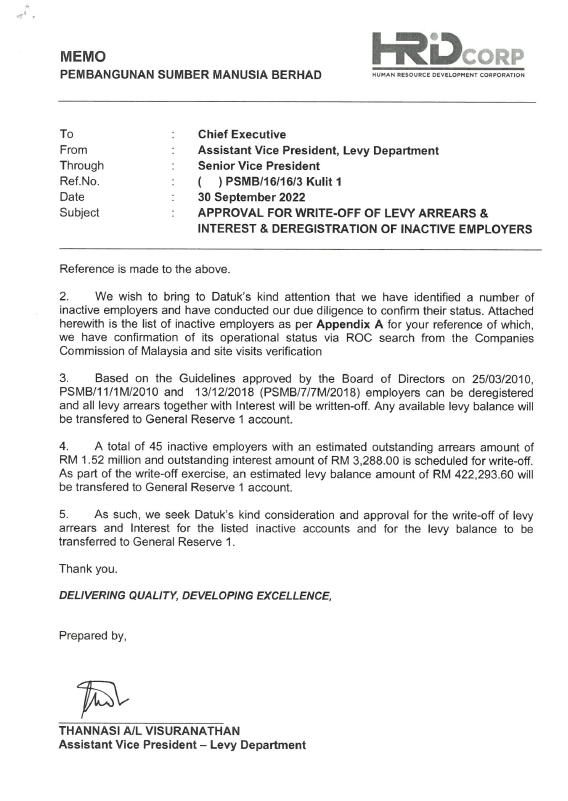 HRD CORP
HUMAN RESOURCE DEVELOPMENT CORPORATION
MEMO
PEMBANGUNAN SUMBER MANUSIA BERHAD
To : Chief Executive
From : Assistant Vice President, Levy Department
Through : Senior Vice President
Ref.No. : ( ) PSMB/16/16/3 Kulit 1
Date : 30 September 2022
Subject : APPROVAL FOR WRITE-OFF OF LEVY ARREARS &
INTEREST & DEREGISTRATION OF INACTIVE EMPLOYERS
Reference is made to the above.
2. We wish to bring to Datuk's kind attention that we have identified a number of
inactive employers and have conducted our due diligence to confirm their status. Attached
herewith is the list of inactive employers as per Appendix A for your reference of which,
we have confirmation of its operational status via ROC search from the Companies
Commission of Malaysia and site visits verification
3. Based on the Guidelines approved by the Board of Directors on 25/03/2010,
PSMB/11/1M/2010 and 13/12/2018 (PSMB/7/7M/2018) employers can be deregistered
and all levy arrears together with Interest will be written-off. Any available levy balance will
be transfered to General Reserve 1 account.
4. A total of 45 inactive employers with an estimated outstanding arrears amount of
RM 1.52 million and outstanding interest amount of RM 3,288.00 is scheduled for write-off.
As part of the write-off exercise, an estimated levy balance amount of RM 422,293.60 will
be transfered to General Reserve 1 account.
5. As such, we seek Datuk's kind consideration and approval for the write-off of levy
arrears and Interest for the listed inactive accounts and for the levy balance to be
transferred to General Reserve 1.
Thank you.
DELIVERING QUALITY, DEVELOPING EXCELLENCE,
Prepared by,
THANNASI A/L VISURANATHAN
Assistant Vice President – Levy Department